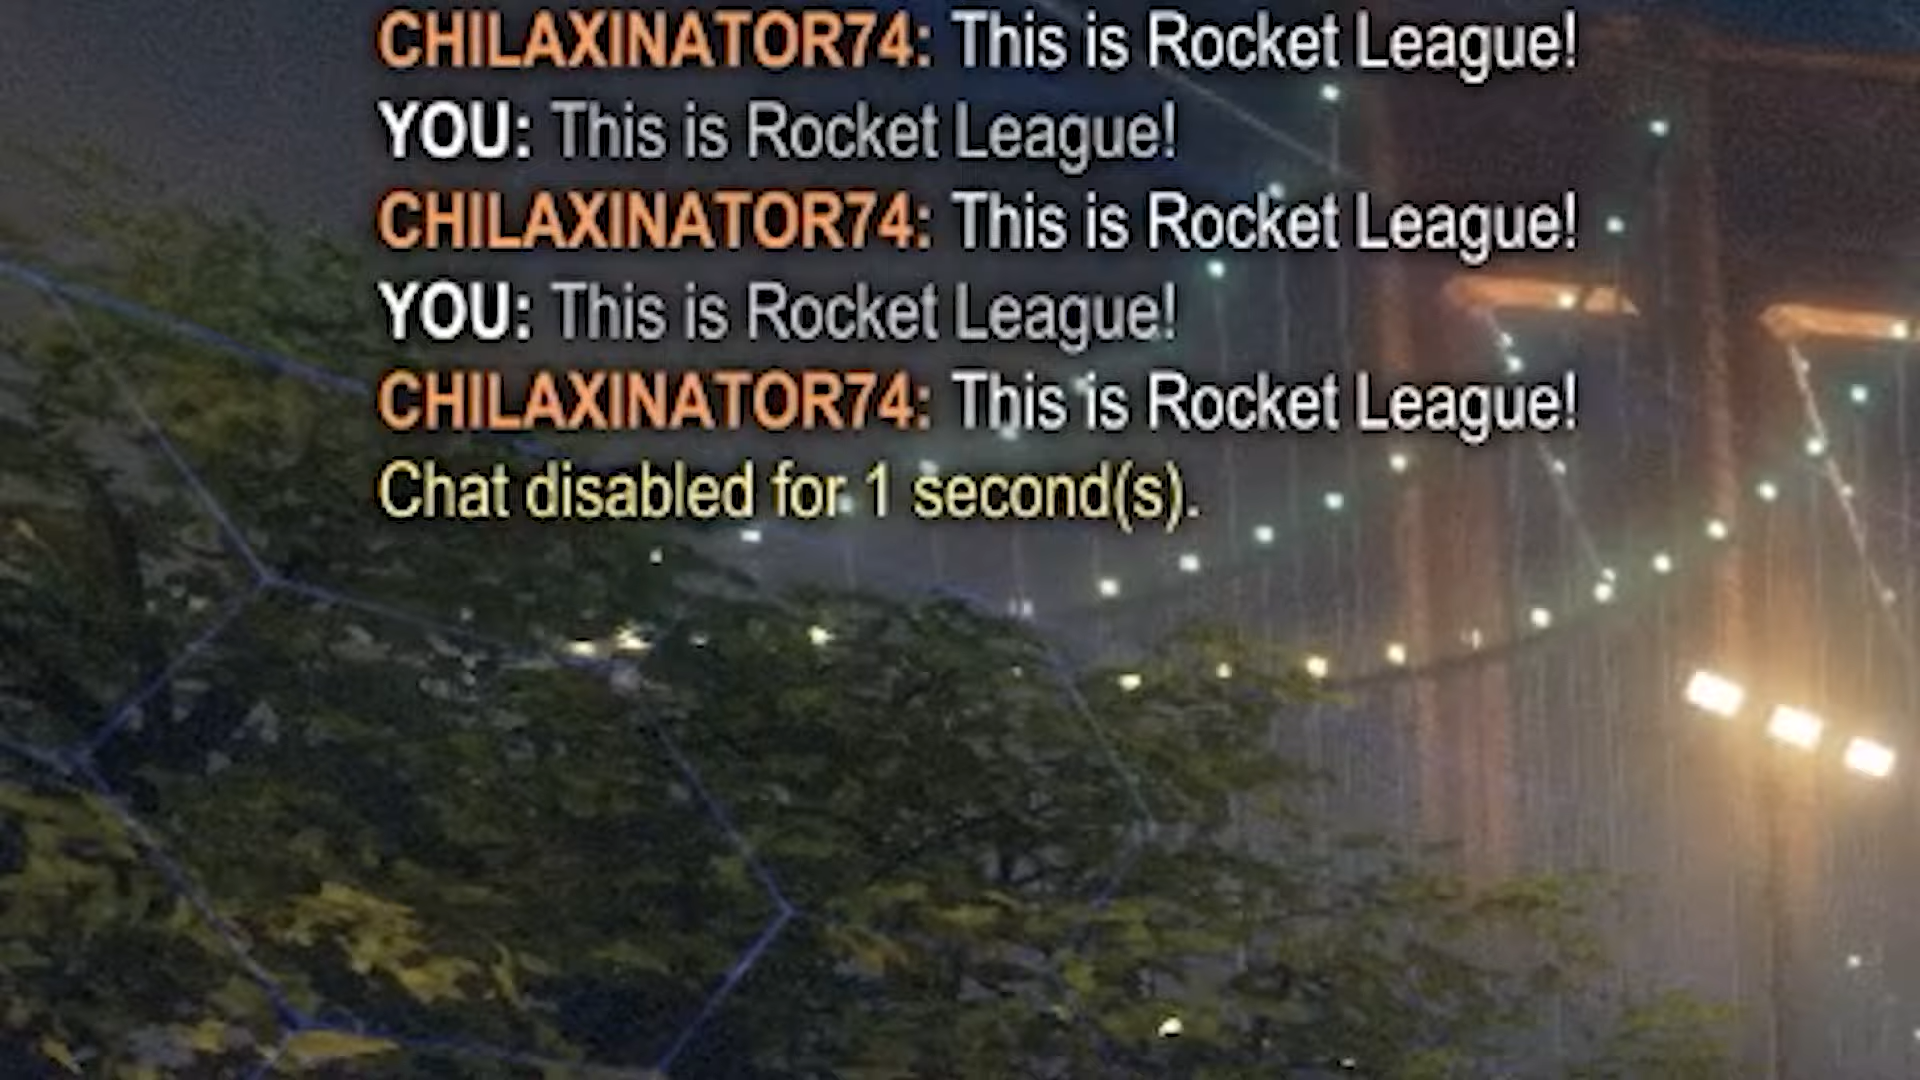 CHILAXINATOR74: This is Rocket League!
YOU: This is Rocket League!
CHILAXINATOR74: This is Rocket League!
YOU: This is Rocket League!
CHILAXINATOR74: This is Rocket League!
Chat disabled for 1 second(s).